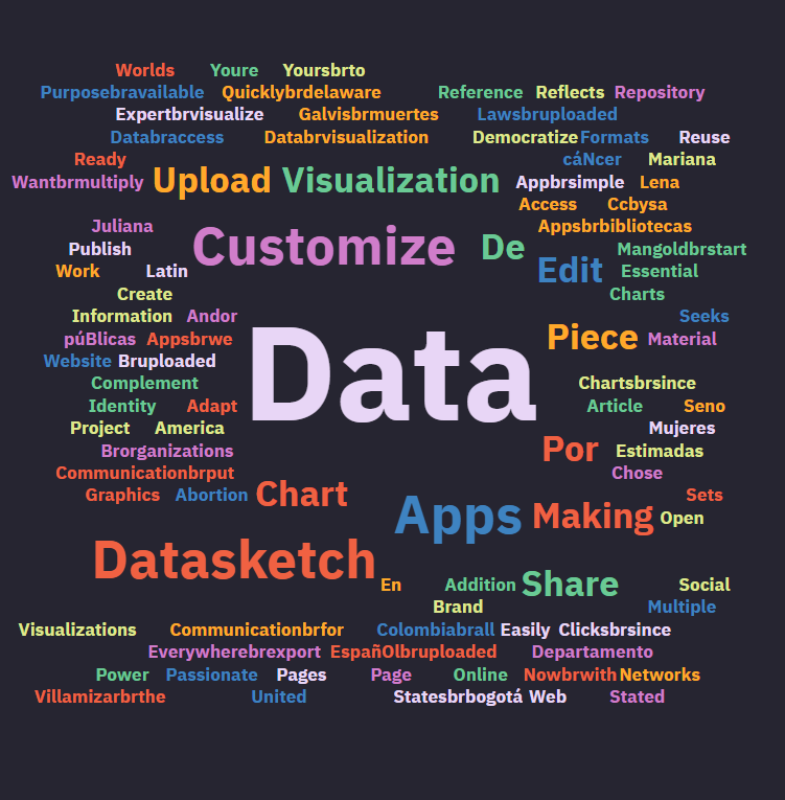 Worlds Youre Yoursbrto
Purposebravailable Quicklybrdelaware Reference Reflects Repository
Expertbrvisualize Galvisbrmuertes Lawsbruploaded
Databraccess Databrvisualization Democratize Formats Reuse
Ready cáNcer Mariana
Wantbrmultiply Upload Visualization Appbrsimple Lena
Access Ccbysa
Juliana Appsbrbibliotecas
Publish Customize De Mangoldbrstart
Work Latin Edit Essential
Create Charts
Information Andor Seeks
púBlicas Appsbrwe Piece Material
Website Bruploaded
Data
Complement Chartsbrsince
Identity Adapt Article Seno
Project America Mujeres
Brorganizations Por Estimadas
Communicationbrput Chose
Graphics Abortion Chart Sets
Apps Making Open
Datasketch
En Addition Share Social
Brand Multiple
Visualizations Communicationbrfor Colombiabrall Easily Clicksbrsince
Everywherebrexport EspañOlbruploaded Departamento
Power Passionate Pages Page Online Nowbrwith Networks
Villamizarbrthe United Statesbrbogotá Web Stated